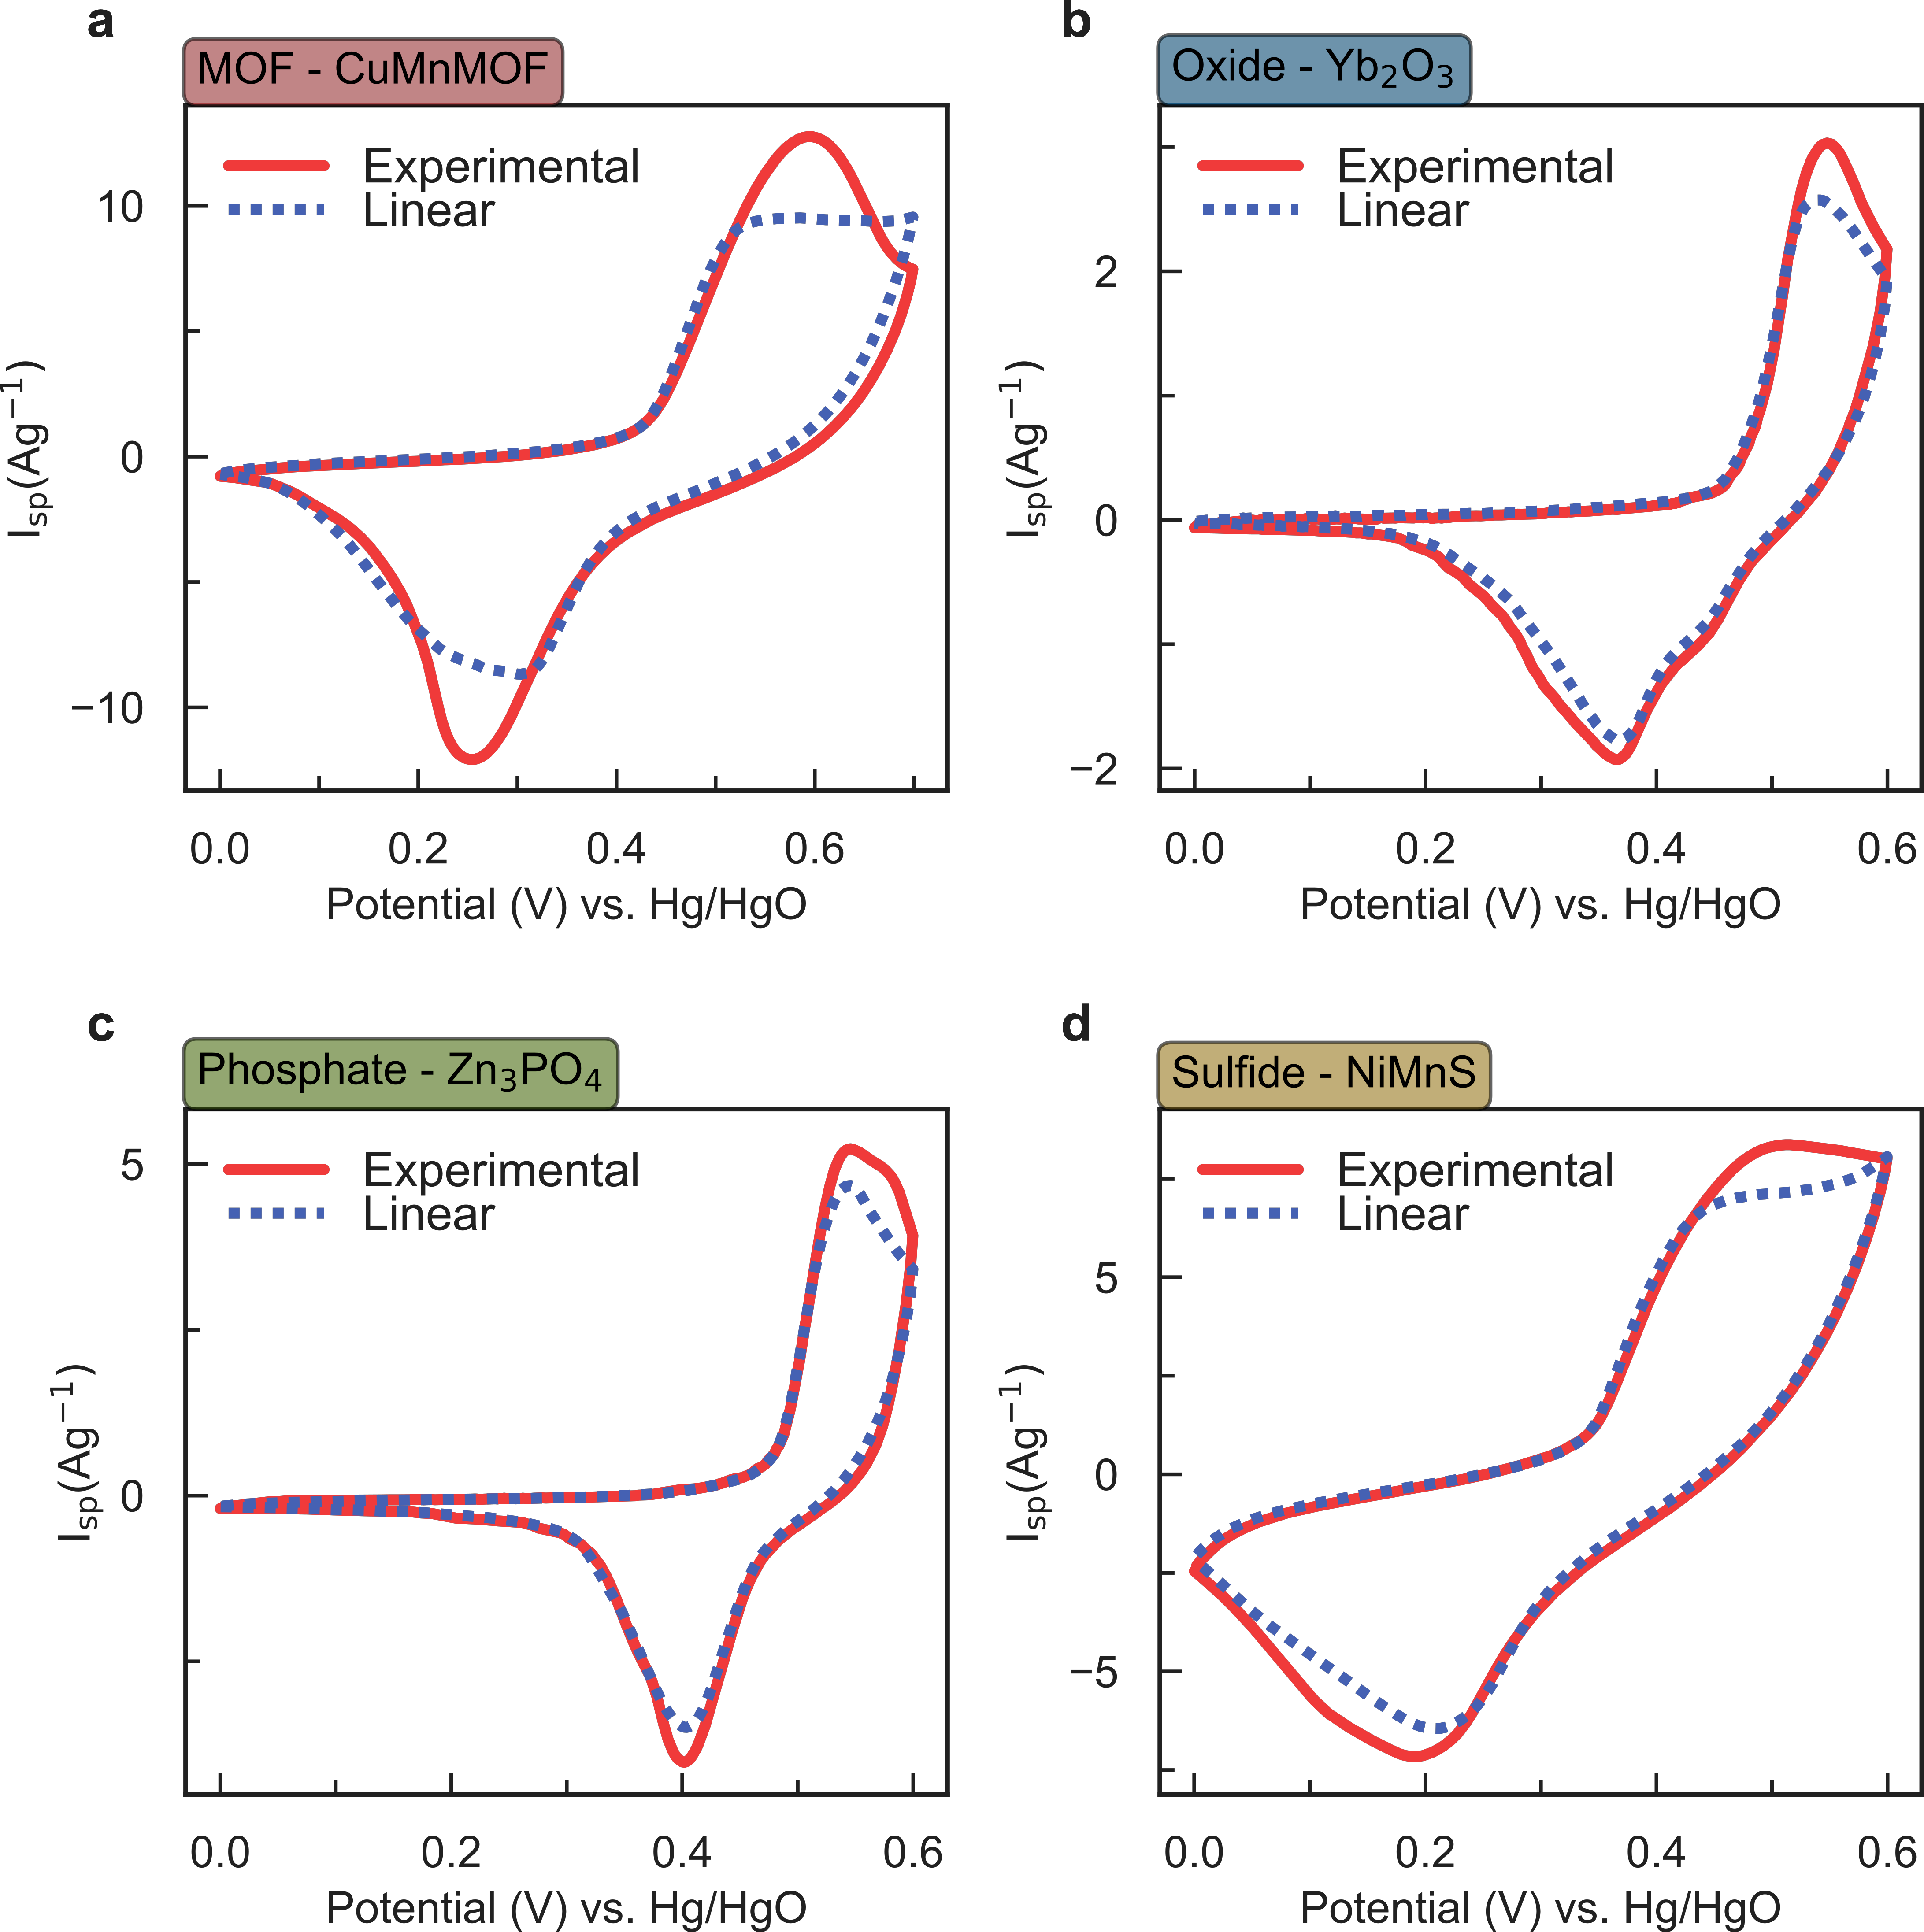 a
MOF - CuMnMOF
Experimental
Linear
10
0
−10
I_sp(Ag⁻¹)
0.0 0.2 0.4 0.6
Potential (V) vs. Hg/HgO
b
Oxide - Yb₂O₃
Experimental
Linear
2
0
−2
I_sp(Ag⁻¹)
0.0 0.2 0.4 0.6
Potential (V) vs. Hg/HgO
c
Phosphate - Zn₃PO₄
Experimental
Linear
5
0
I_sp(Ag⁻¹)
0.0 0.2 0.4 0.6
Potential (V) vs. Hg/HgO
d
Sulfide - NiMnS
Experimental
Linear
5
0
−5
I_sp(Ag⁻¹)
0.0 0.2 0.4 0.6
Potential (V) vs. Hg/HgO